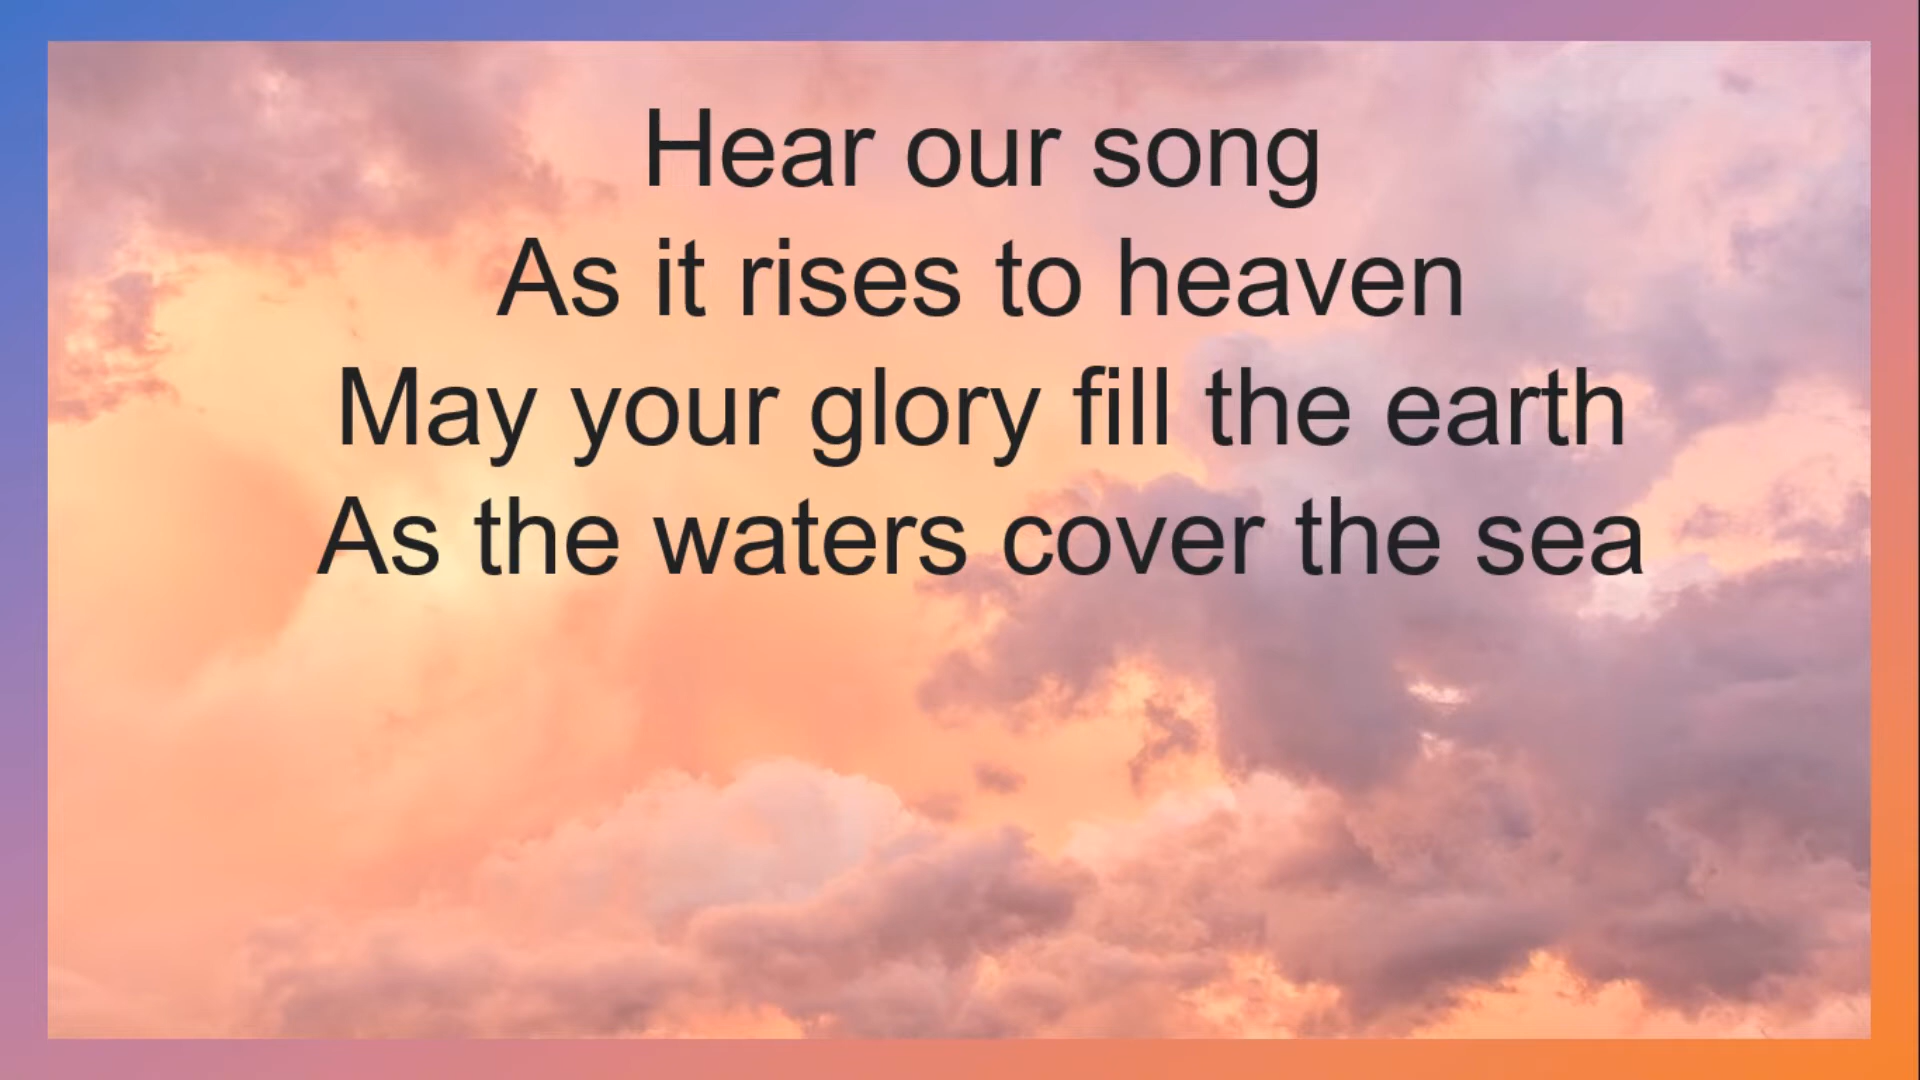 Hear our song
As it rises to heaven
May your glory fill the earth
As the waters cover the sea